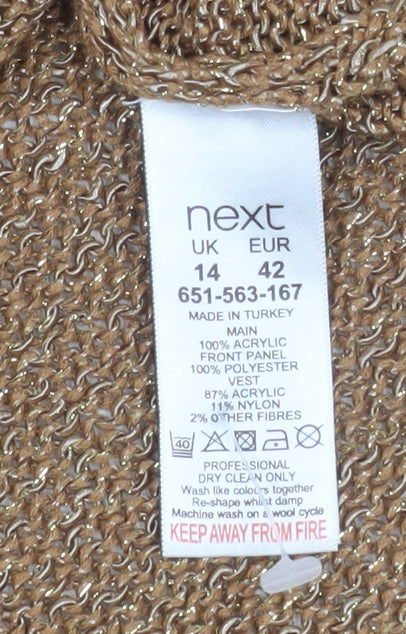 next
UK EUR
14 42
651-563-167
MADE IN TURKEY
MAIN
100% ACRYLIC
FRONT PANEL
100% POLYESTER
VEST
87% ACRYLIC
11% NYLON
2% OTHER FIBRES
40
PROFESSIONAL
DRY CLEAN ONLY
Wash like colours together
Re-shape whilst damp
Machine wash on a wool cycle
KEEP AWAY FROM FIRE